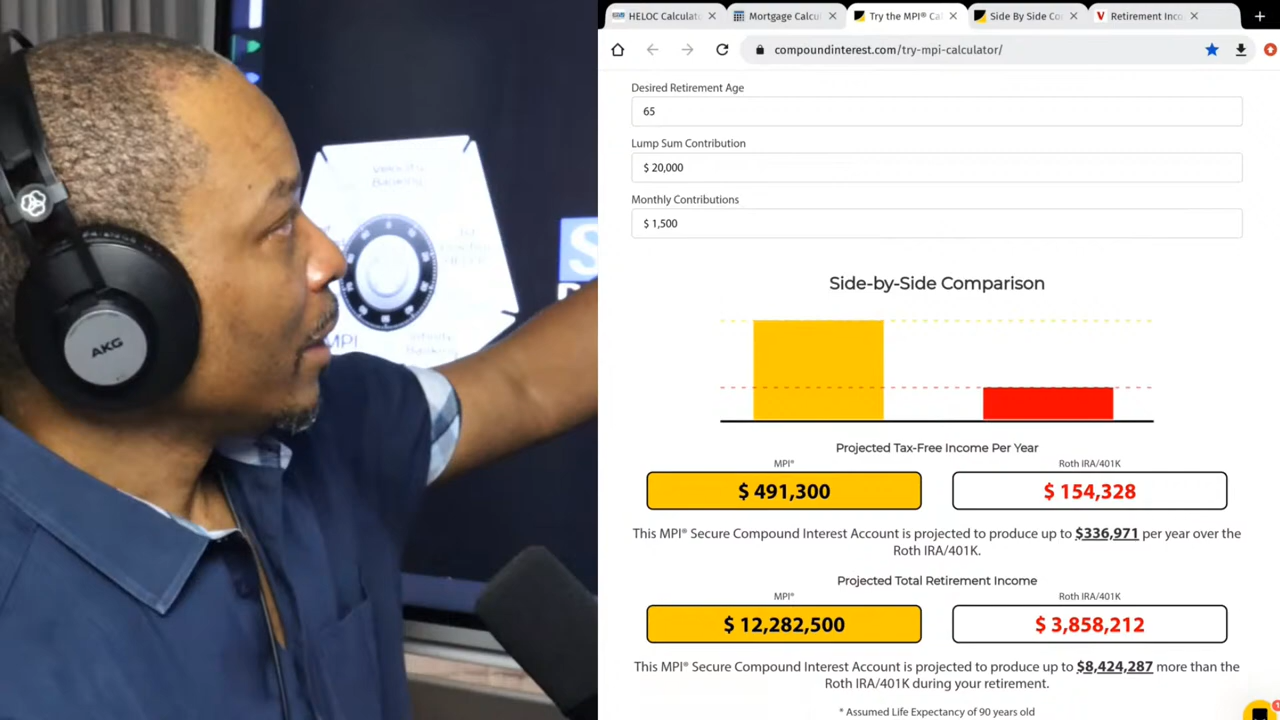 HELOC Calculat
Mortgage Calcu
Try the MPI® Ca
Side By Side Co
Retirement Inco
compoundinterest.com/try-mpi-calculator/
Desired Retirement Age
65
Lump Sum Contribution
$ 20,000
Monthly Contributions
$ 1,500
Side-by-Side Comparison
Projected Tax-Free Income Per Year
MPI® Roth IRA/401K
$ 491,300 $ 154,328
This MPI® Secure Compound Interest Account is projected to produce up to $336,971 per year over the
Roth IRA/401K.
Projected Total Retirement Income
MPI® Roth IRA/401K
$ 12,282,500 $ 3,858,212
This MPI® Secure Compound Interest Account is projected to produce up to $8,424,287 more than the
Roth IRA/401K during your retirement.
* Assumed Life Expectancy of 90 years old
AKG
MPI
Banking